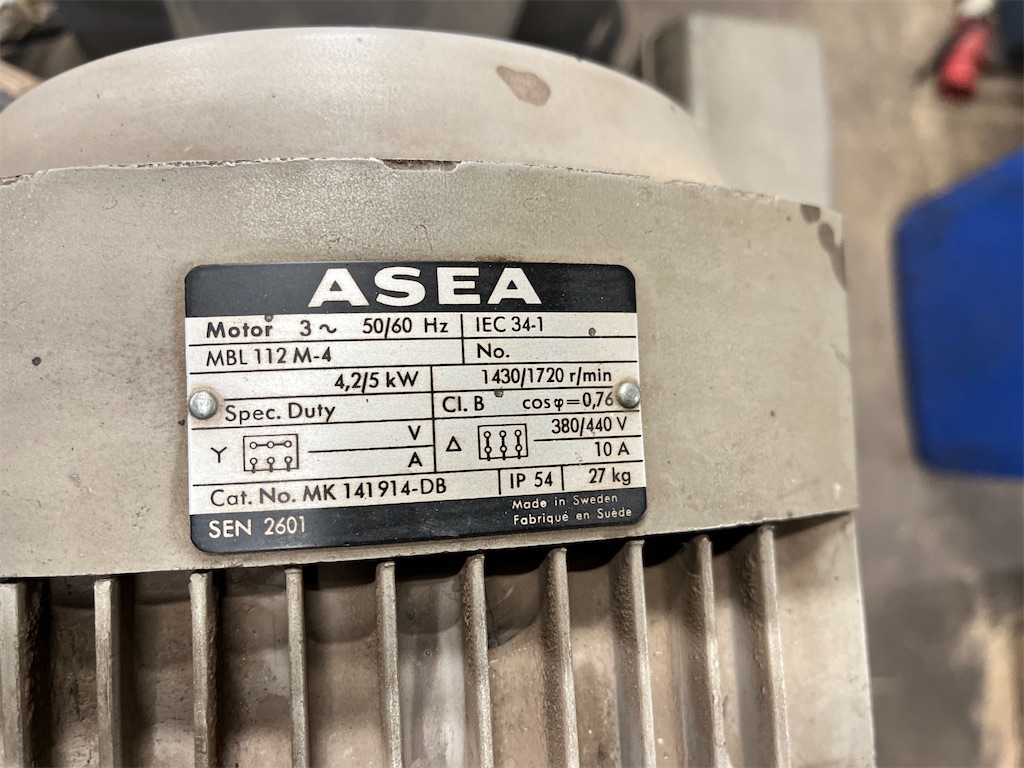 ASEA
Motor 3~ 50/60 Hz IEC 34-1
MBL 112 M-4 No.
4,2/5 kW 1430/1720 r/min
Spec. Duty Cl. B cosφ=0,76
Y V Δ 380/440 V
A 10 A
Cat. No. MK 141914-DB IP 54 27 kg
SEN 2601 Made in Sweden
Fabriqué en Suède